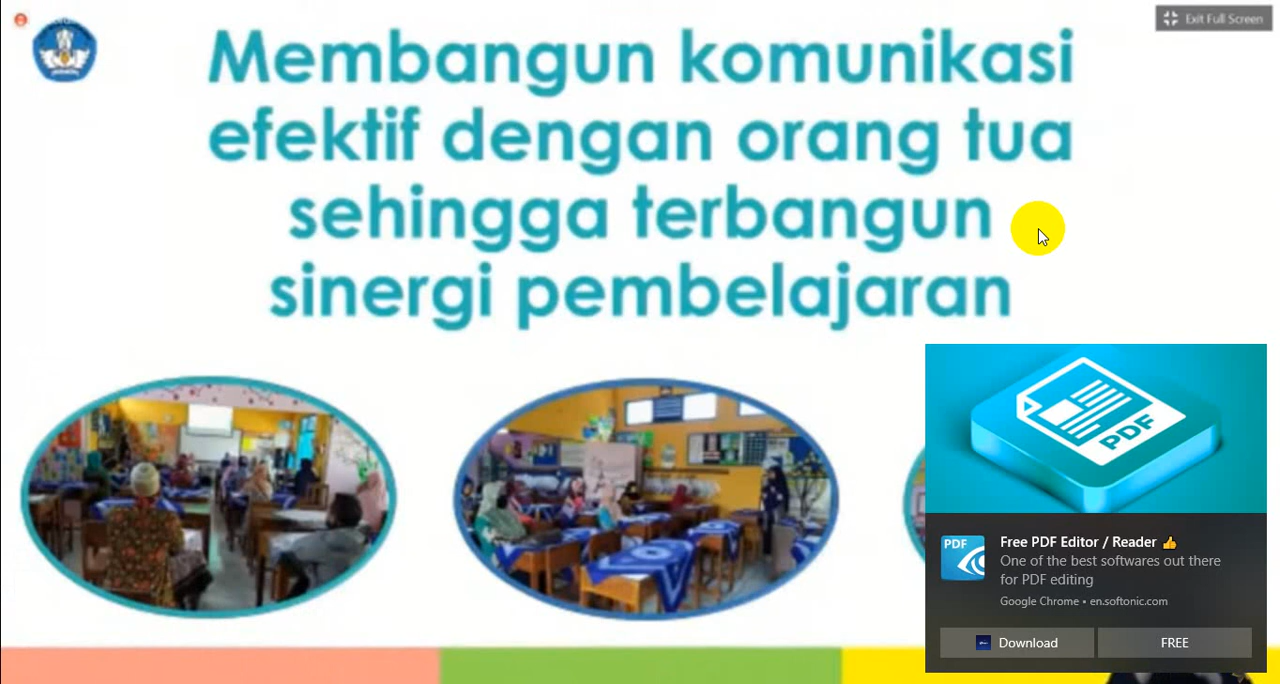 Exit Full Screen
Membangun komunikasi
efektif dengan orang tua
sehingga terbangun
sinergi pembelajaran
PDF
PDF
Free PDF Editor / Reader 👍
One of the best softwares out there
for PDF editing
Google Chrome • en.softonic.com
Download
FREE